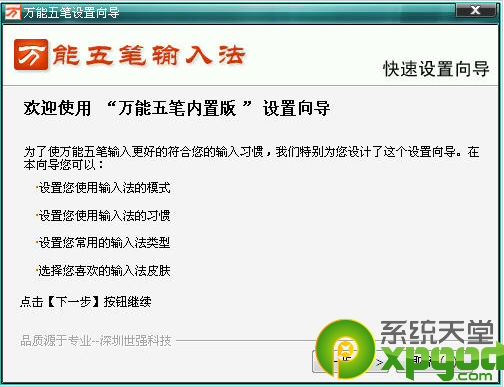 万能五笔设置向导
万能五笔输入法
快速设置向导
欢迎使用 “万能五笔内置版 ” 设置向导
为了使万能五笔输入更好的符合您的输入习惯，我们特别为您设计了这个设置向导。在
本向导您可以：
·设置您使用输入法的模式
·设置您使用输入法的习惯
·设置您常用的输入法类型
·选择您喜欢的输入法皮肤
点击【下一步】按钮继续
品质源于专业--深圳世强科技
系统天堂
xpgod